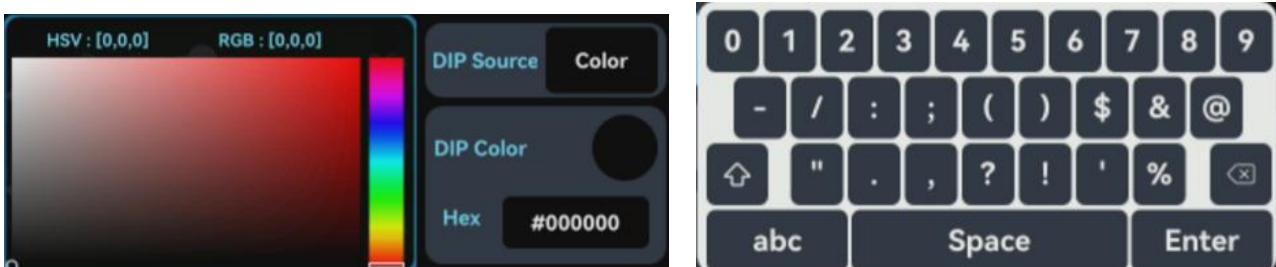 HSV : [0,0,0] RGB : [0,0,0]
DIP Source Color
DIP Color
Hex #000000
0 1 2 3 4 5 6 7 8 9
- / : ; ( ) $ & @
" . , ? ! ' %
abc Space Enter